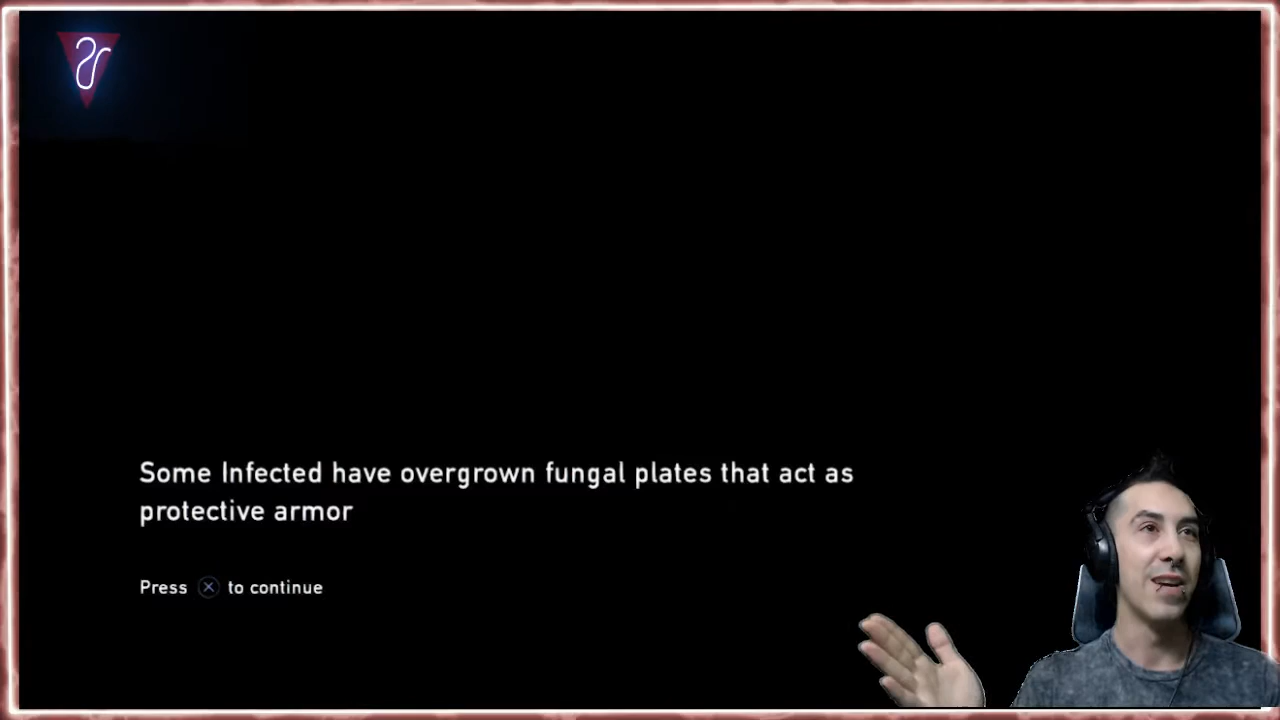 Some Infected have overgrown fungal plates that act as
protective armor
Press ⓧ to continue